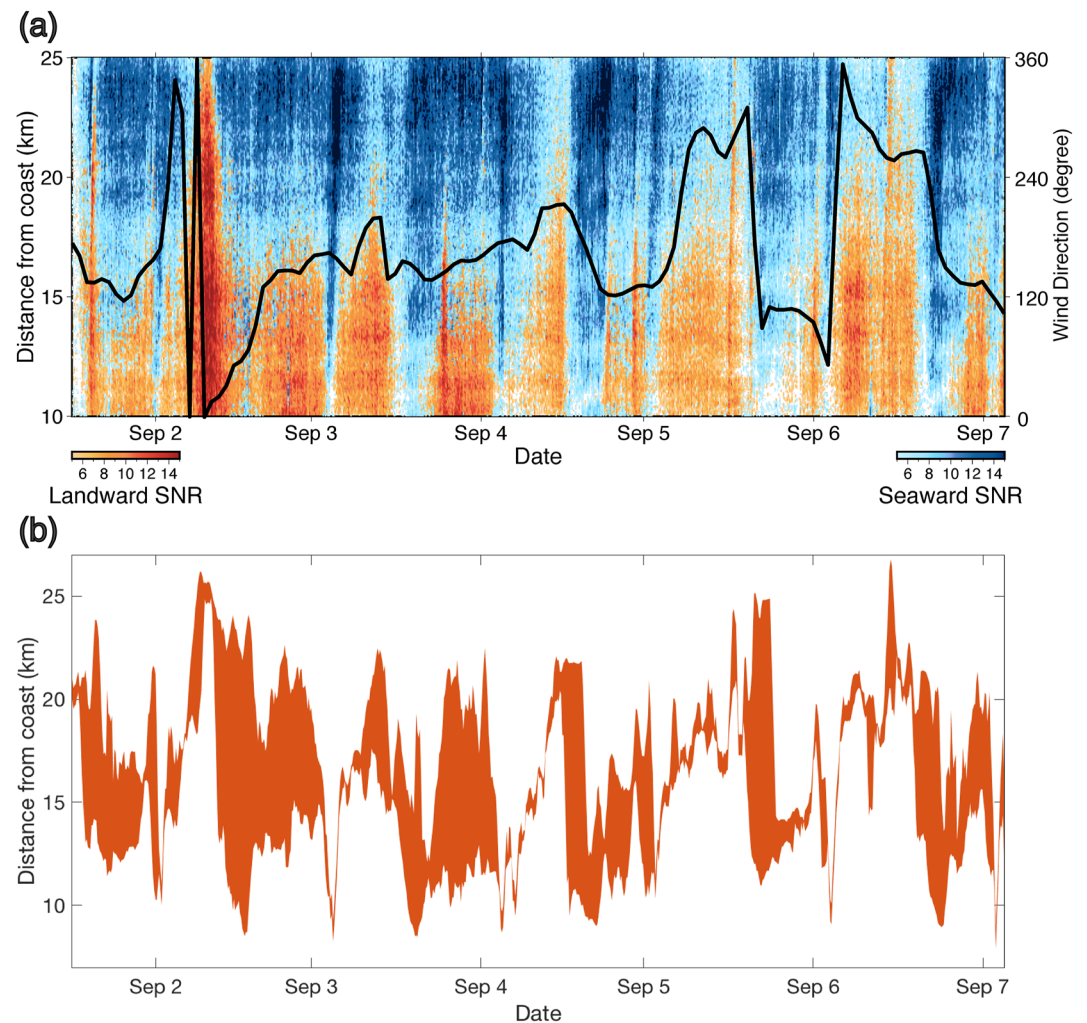 (a)
25
20
15
10
Distance from coast (km)
360
240
120
0
Wind Direction (degree)
Sep 2 Sep 3 Sep 4 Sep 5 Sep 6 Sep 7
Date
6 8 10 12 14
Landward SNR
6 8 10 12 14
Seaward SNR
(b)
25
20
15
10
Distance from coast (km)
Sep 2 Sep 3 Sep 4 Sep 5 Sep 6 Sep 7
Date